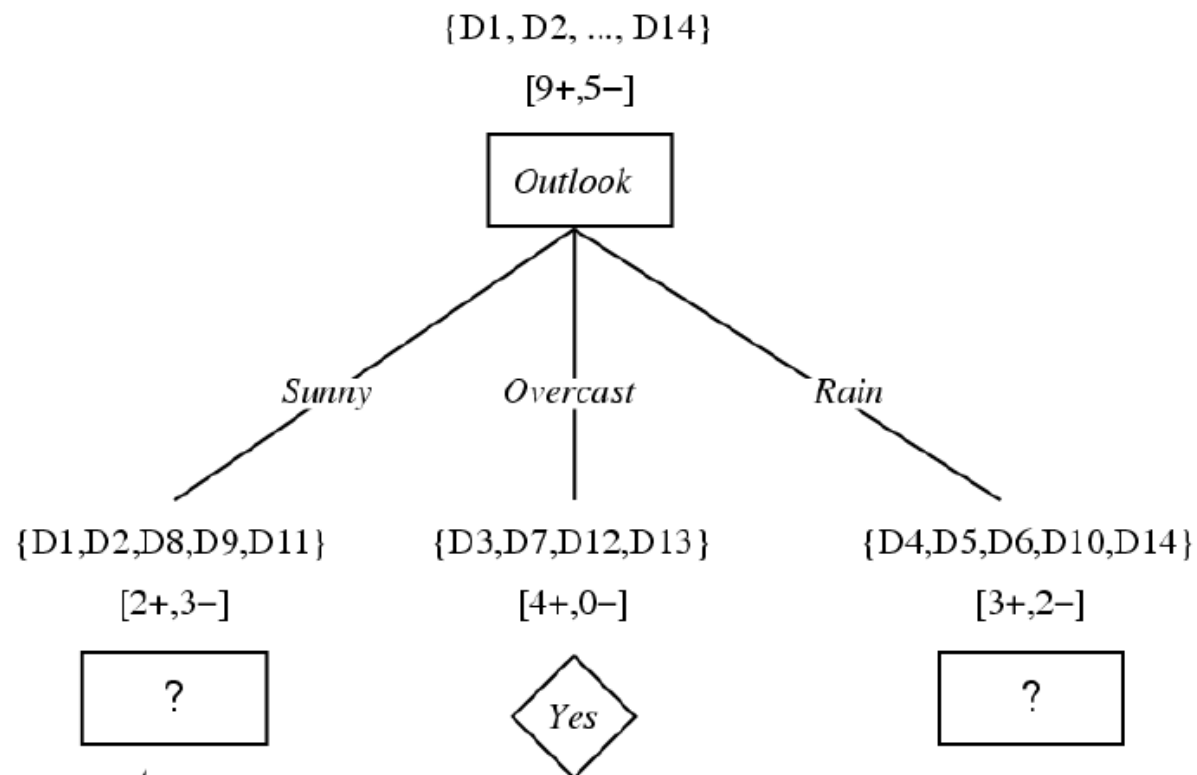 {D1, D2, ..., D14}
[9+,5−]
Outlook
Sunny Overcast Rain
{D1,D2,D8,D9,D11} {D3,D7,D12,D13} {D4,D5,D6,D10,D14}
[2+,3−] [4+,0−] [3+,2−]
? Yes ?